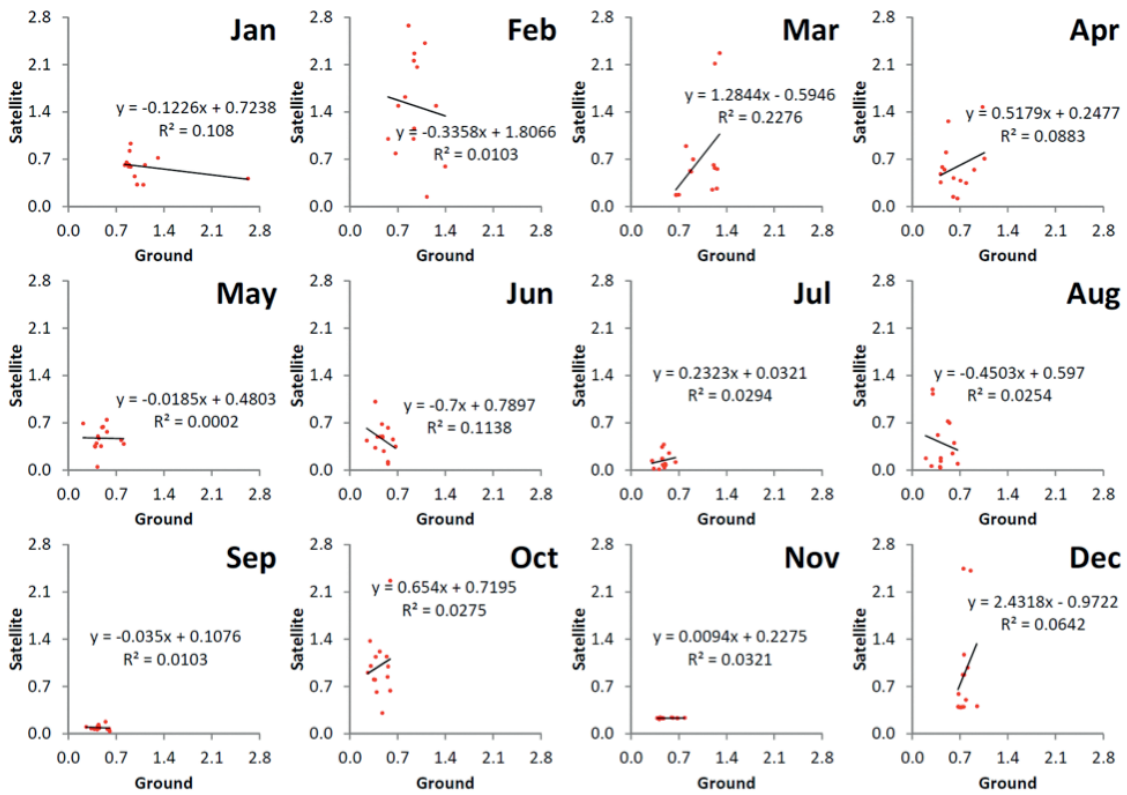 Jan
Satellite
2.8
2.1
1.4
0.7
0.0
y = -0.1226x + 0.7238
R² = 0.108
0.0 0.7 1.4 2.1 2.8
Ground
Feb
Satellite
2.8
2.1
1.4
0.7
0.0
y = -0.3358x + 1.8066
R² = 0.0103
0.0 0.7 1.4 2.1 2.8
Ground
Mar
Satellite
2.8
2.1
1.4
0.7
0.0
y = 1.2844x - 0.5946
R² = 0.2276
0.0 0.7 1.4 2.1 2.8
Ground
Apr
Satellite
2.8
2.1
1.4
0.7
0.0
y = 0.5179x + 0.2477
R² = 0.0883
0.0 0.7 1.4 2.1 2.8
Ground
May
Satellite
2.8
2.1
1.4
0.7
0.0
y = -0.0185x + 0.4803
R² = 0.0002
0.0 0.7 1.4 2.1 2.8
Ground
Jun
Satellite
2.8
2.1
1.4
0.7
0.0
y = -0.7x + 0.7897
R² = 0.1138
0.0 0.7 1.4 2.1 2.8
Ground
Jul
Satellite
2.8
2.1
1.4
0.7
0.0
y = 0.2323x + 0.0321
R² = 0.0294
0.0 0.7 1.4 2.1 2.8
Ground
Aug
Satellite
2.8
2.1
1.4
0.7
0.0
y = -0.4503x + 0.597
R² = 0.0254
0.0 0.7 1.4 2.1 2.8
Ground
Sep
Satellite
2.8
2.1
1.4
0.7
0.0
y = -0.035x + 0.1076
R² = 0.0103
0.0 0.7 1.4 2.1 2.8
Ground
Oct
Satellite
2.8
2.1
1.4
0.7
0.0
y = 0.654x + 0.7195
R² = 0.0275
0.0 0.7 1.4 2.1 2.8
Ground
Nov
Satellite
2.8
2.1
1.4
0.7
0.0
y = 0.0094x + 0.2275
R² = 0.0321
0.0 0.7 1.4 2.1 2.8
Ground
Dec
Satellite
2.8
2.1
1.4
0.7
0.0
y = 2.4318x - 0.9722
R² = 0.0642
0.0 0.7 1.4 2.1 2.8
Ground